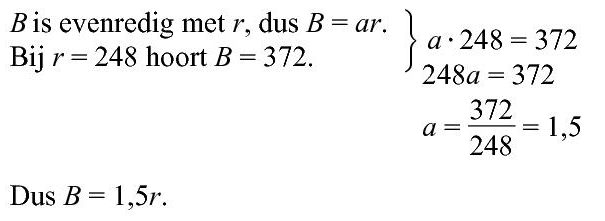 B is evenredig met r, dus B = ar.
Bij r = 248 hoort B = 372.
a · 248 = 372
248a = 372
a = 372/248 = 1,5
Dus B = 1,5r.